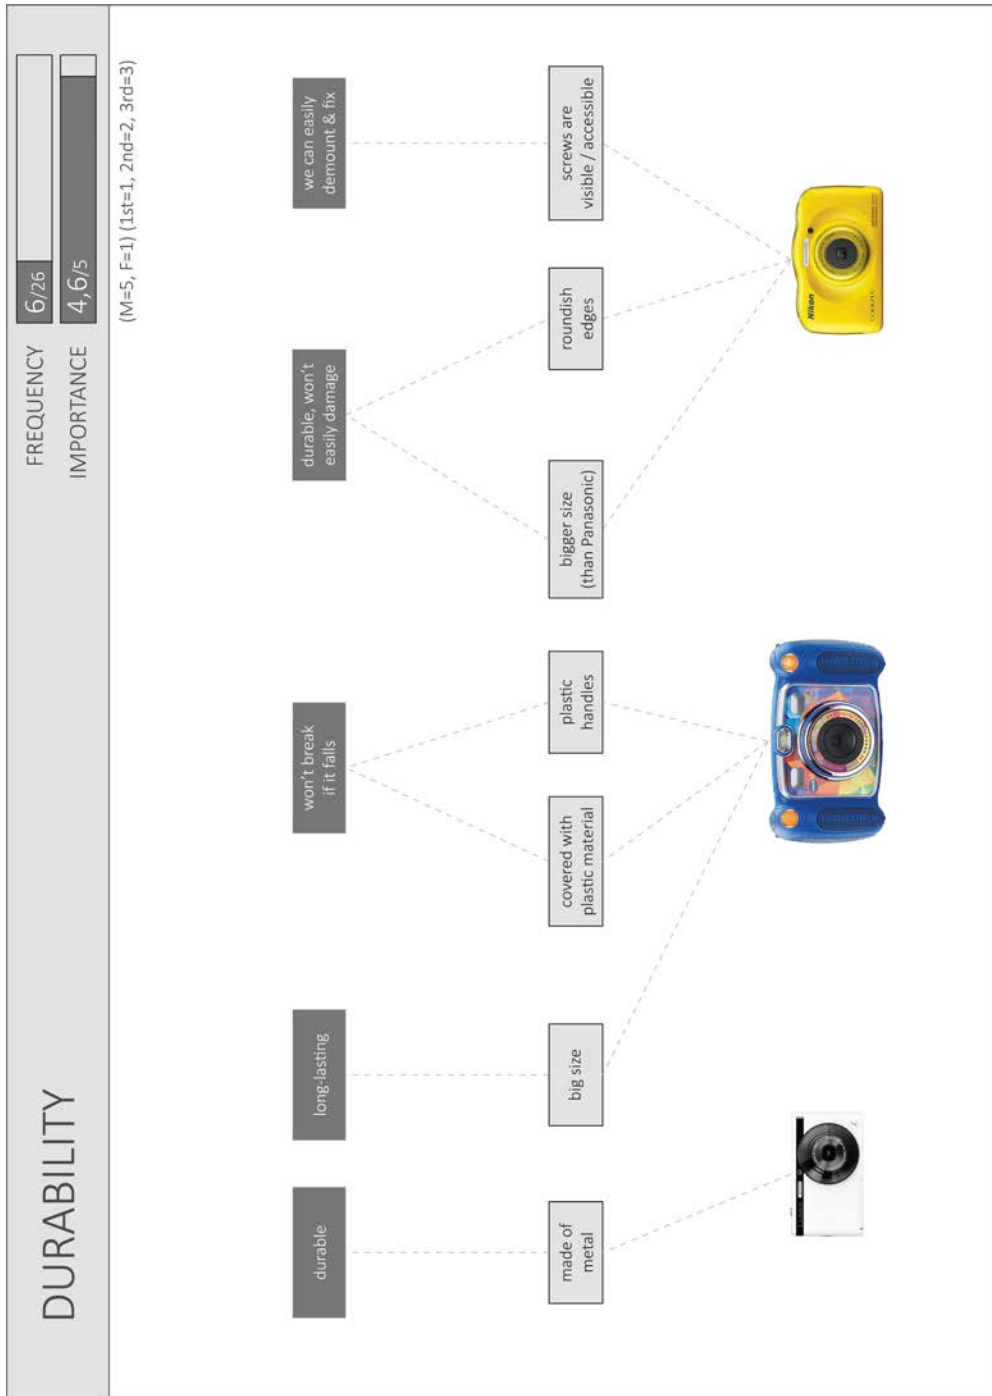 DURABILITY
FREQUENCY
6/26
IMPORTANCE
4,6/5
(M=5, F=1) (1st=1, 2nd=2, 3rd=3)
durable
long-lasting
won't break
if it falls
durable, won't
easily damage
we can easily
demount & fix
made of
metal
big size
covered with
plastic material
plastic
handles
bigger size
(than Panasonic)
roundish
edges
screws are
visible / accessible
Nikon
COOLPIX